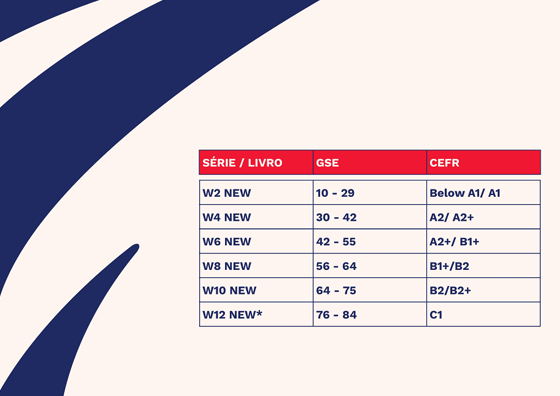 SÉRIE / LIVRO GSE CEFR
W2 NEW 10 - 29 Below A1/ A1
W4 NEW 30 - 42 A2/ A2+
W6 NEW 42 - 55 A2+/ B1+
W8 NEW 56 - 64 B1+/B2
W10 NEW 64 - 75 B2/B2+
W12 NEW* 76 - 84 C1